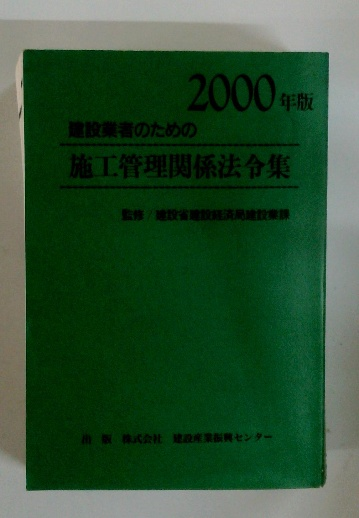 2000年版
建設業者のための
施工管理関係法令集
監修/建設省建設経済局建設業課
出版 株式会社 建設産業振興センター